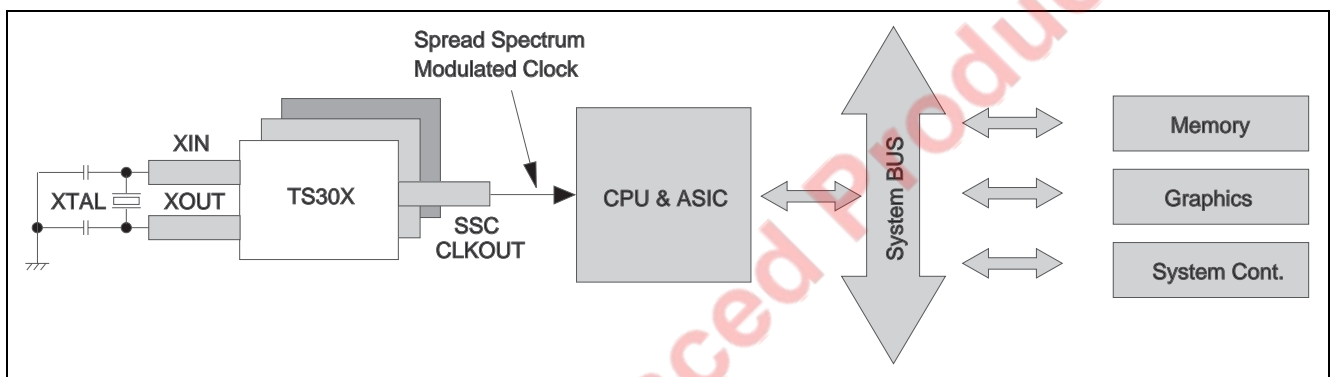 Spread Spectrum
Modulated Clock
XIN
XTAL
XOUT
TS30X
SSC
CLKOUT
CPU & ASIC
System BUS
Memory
Graphics
System Cont.